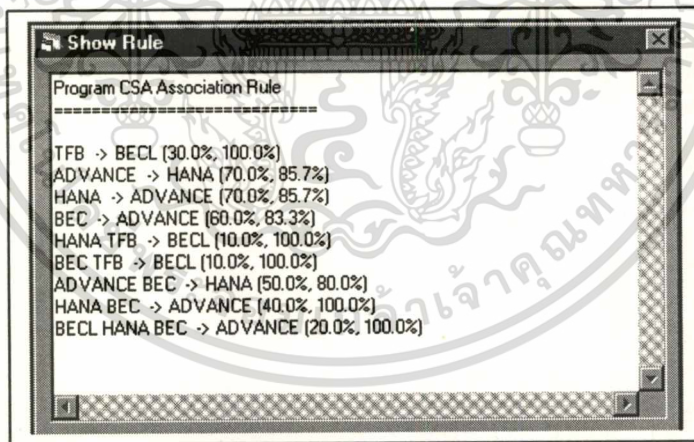 Show Rule
Program CSA Association Rule
============================
TFB -> BECL (30.0%, 100.0%)
ADVANCE -> HANA (70.0%, 85.7%)
HANA -> ADVANCE (70.0%, 85.7%)
BEC -> ADVANCE (60.0%, 83.3%)
HANA TFB -> BECL (10.0%, 100.0%)
BEC TFB -> BECL (10.0%, 100.0%)
ADVANCE BEC -> HANA (50.0%, 80.0%)
HANA BEC -> ADVANCE (40.0%, 100.0%)
BECL HANA BEC -> ADVANCE (20.0%, 100.0%)